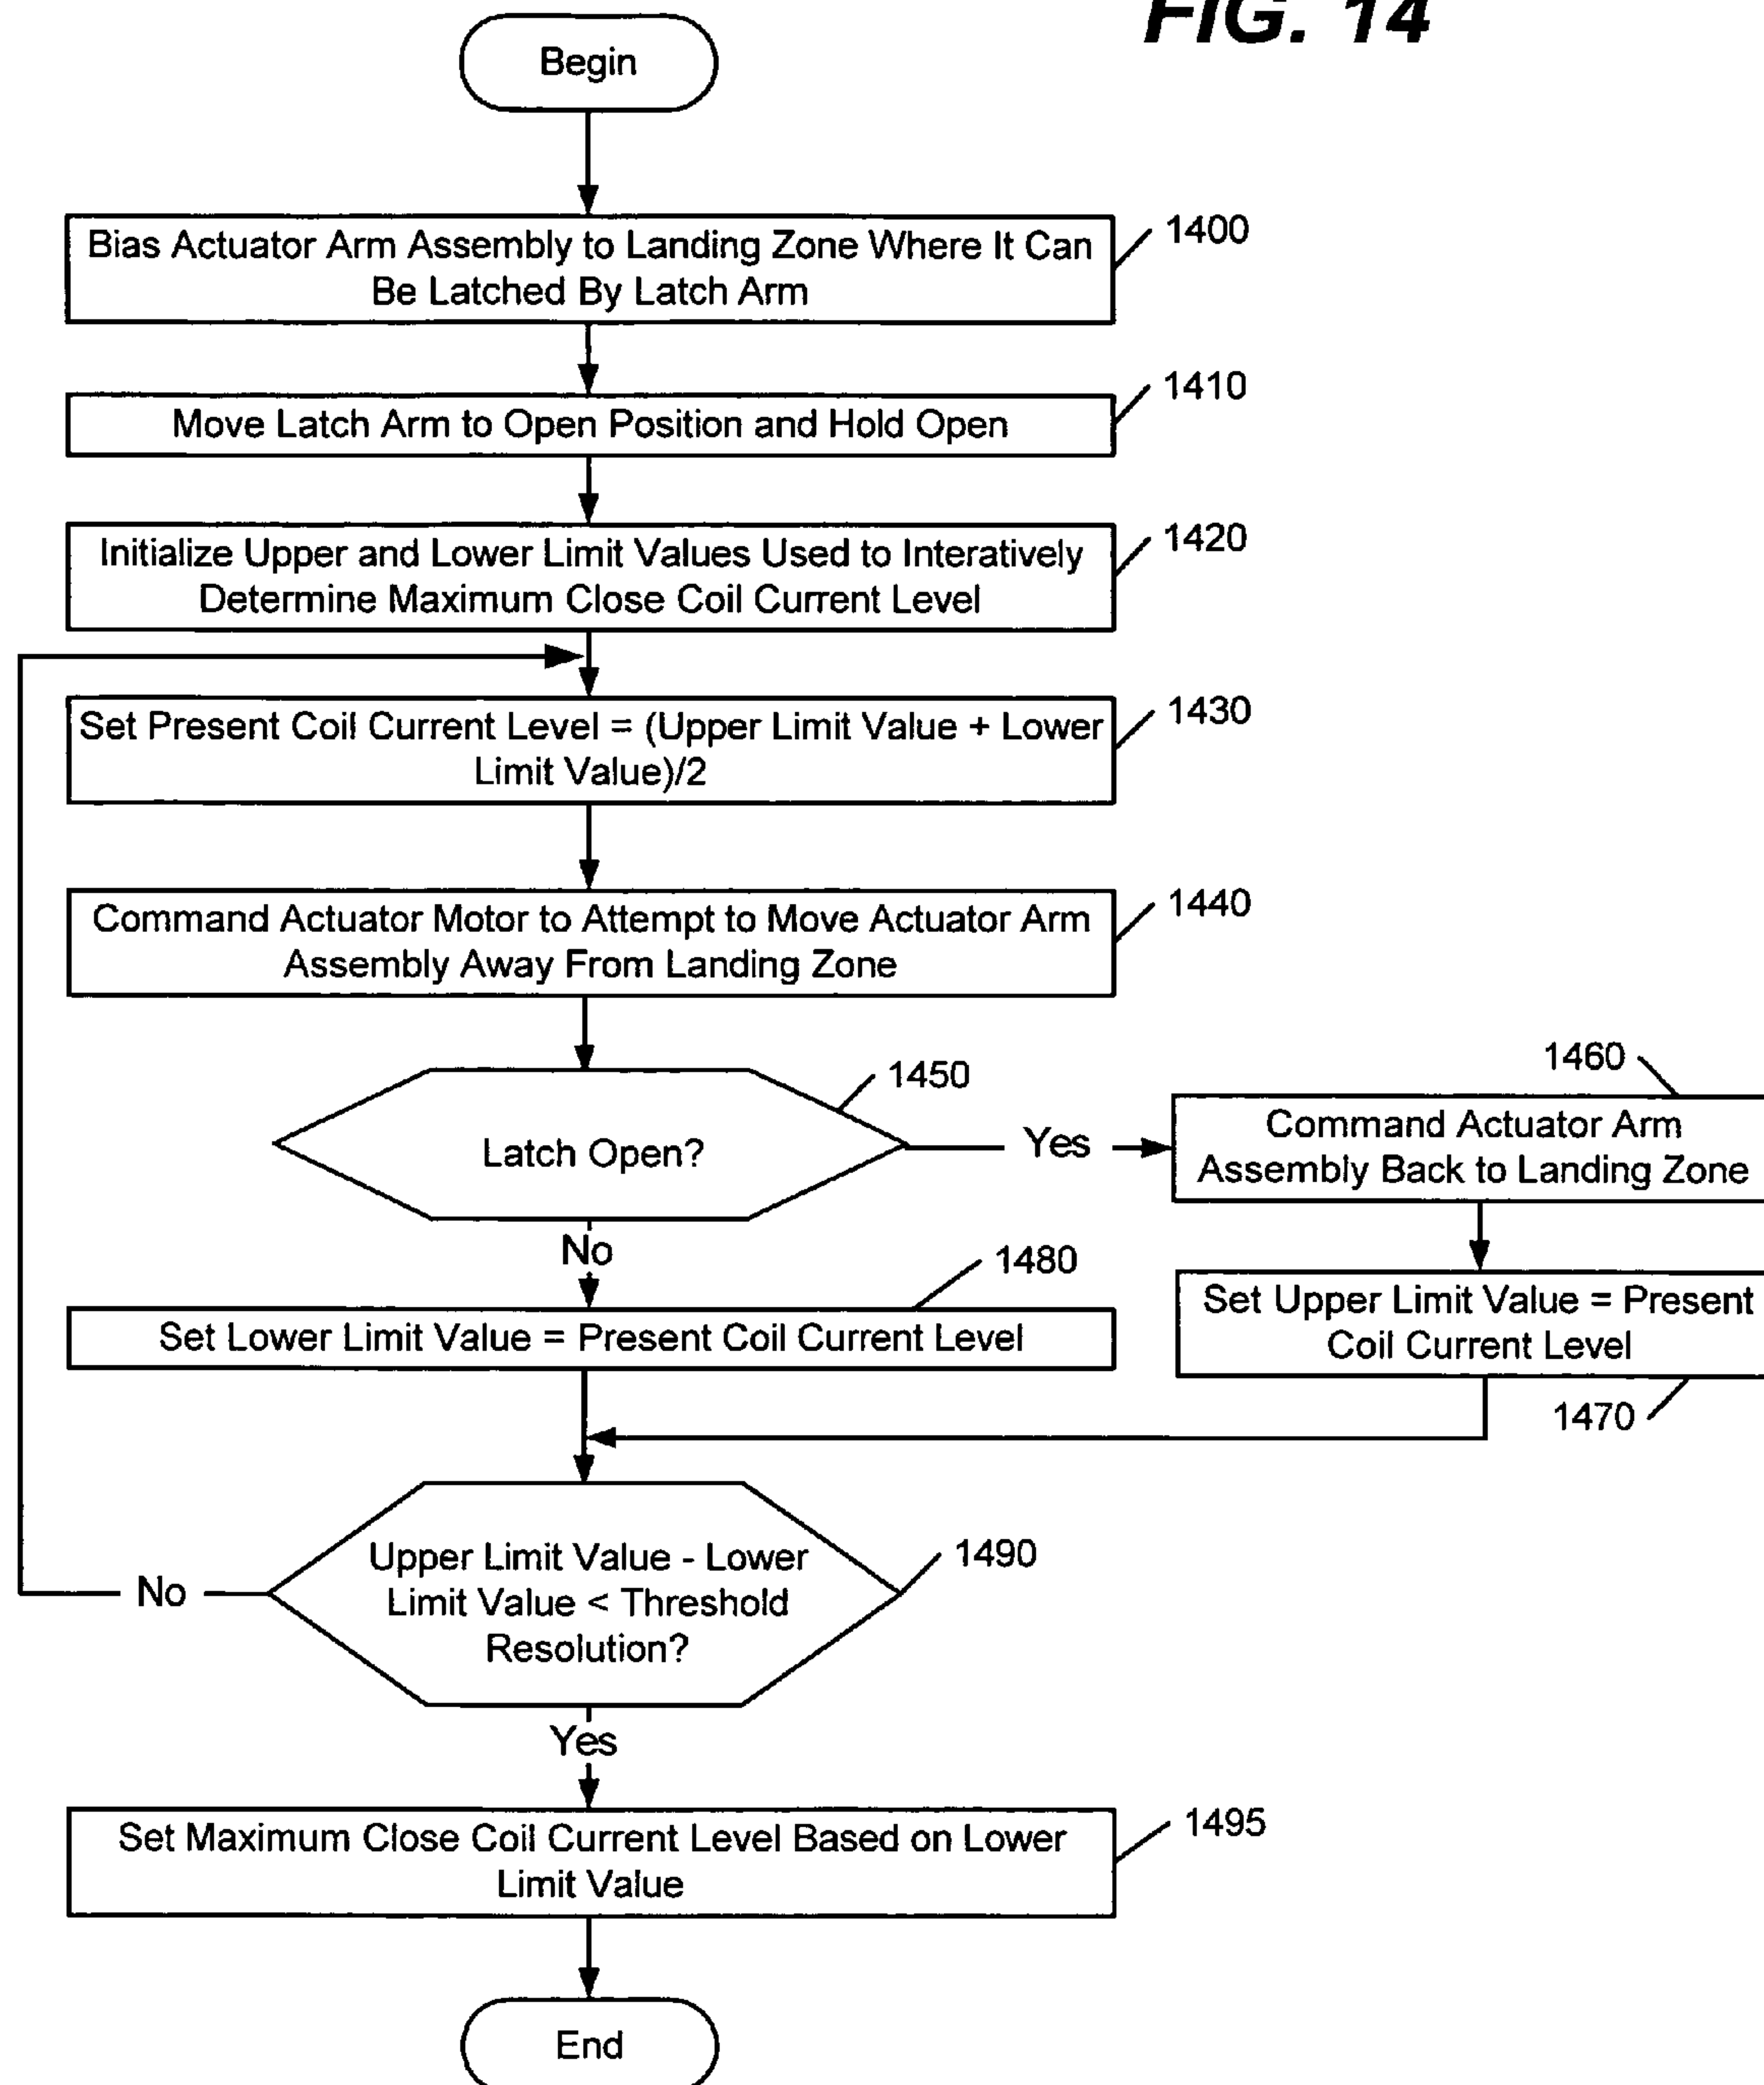 FIG. 14
Begin
Bias Actuator Arm Assembly to Landing Zone Where It Can
Be Latched By Latch Arm
1400
Move Latch Arm to Open Position and Hold Open
1410
Initialize Upper and Lower Limit Values Used to Interatively
Determine Maximum Close Coil Current Level
1420
Set Present Coil Current Level = (Upper Limit Value + Lower
Limit Value)/2
1430
Command Actuator Motor to Attempt to Move Actuator Arm
Assembly Away From Landing Zone
1440
Latch Open?
1450
Yes
1460
Command Actuator Arm
Assembly Back to Landing Zone
Set Upper Limit Value = Present
Coil Current Level
1470
No
1480
Set Lower Limit Value = Present Coil Current Level
Upper Limit Value - Lower
Limit Value < Threshold
Resolution?
1490
No
Yes
Set Maximum Close Coil Current Level Based on Lower
Limit Value
1495
End